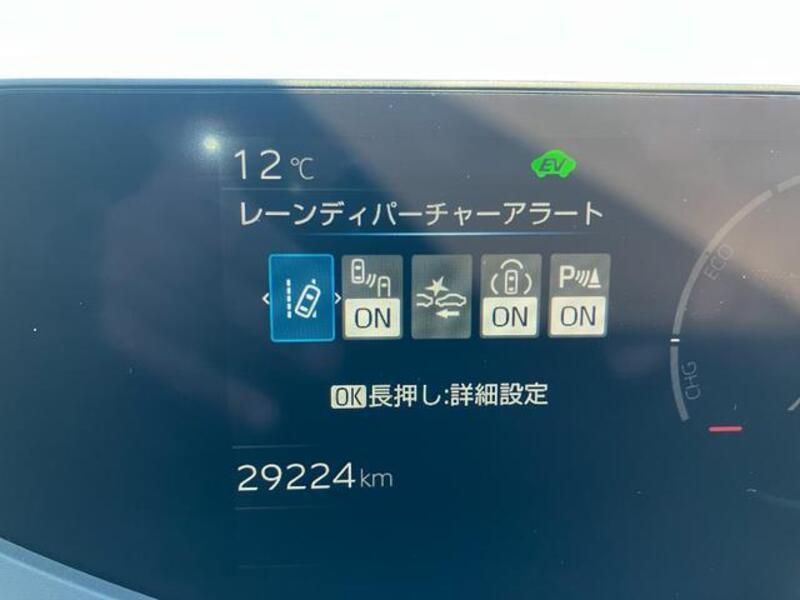 12℃
EV
レーンディパーチャーアラート
P
ON ON ON
OK長押し:詳細設定
29224km
ECO
CHG